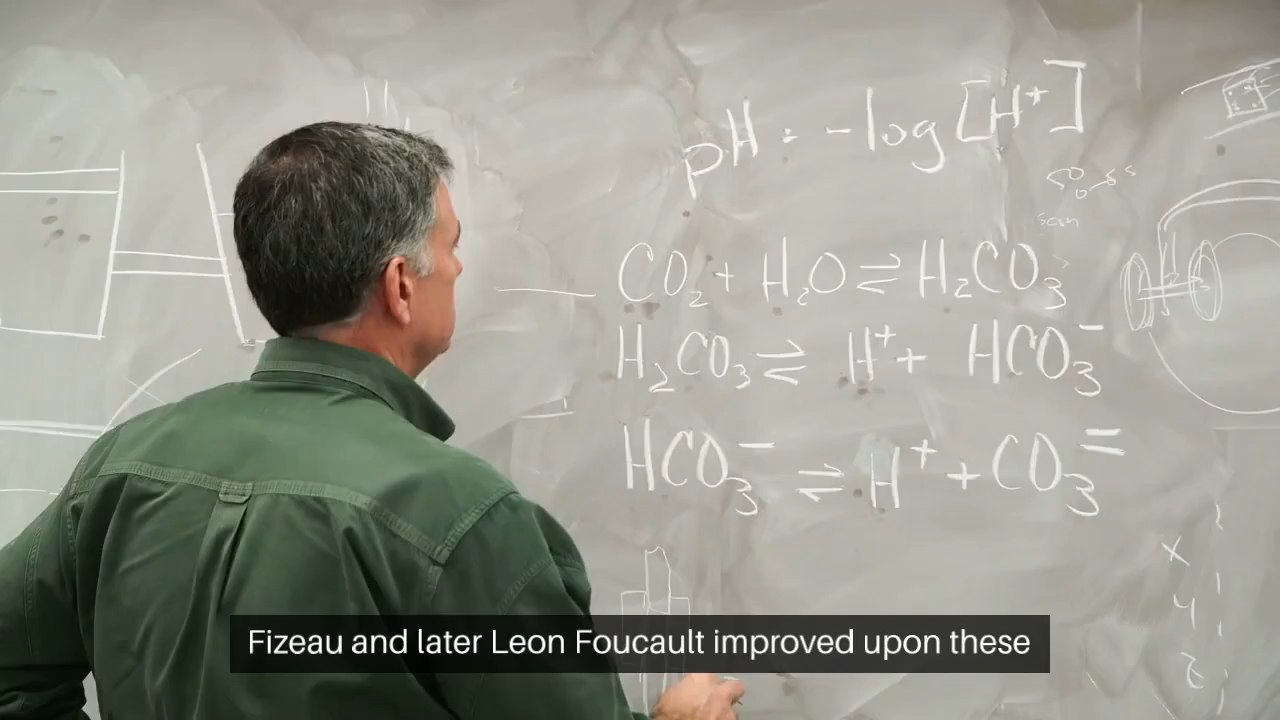 pH = -log [H⁺]
CO₂ + H₂O ⇌ H₂CO₃
H₂CO₃ ⇌ H⁺ + HCO₃⁻
HCO₃⁻ ⇌ H⁺ + CO₃⁼
x
y
z
Fizeau and later Leon Foucault improved upon these